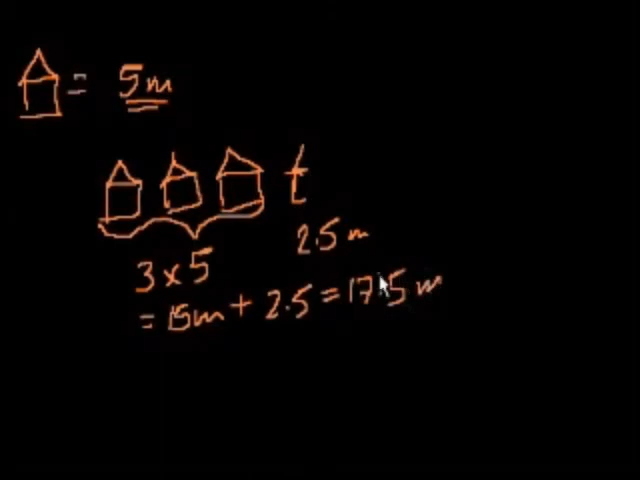 = 5m
2.5 m
3 x 5
= 15m + 2.5 = 17.5 m